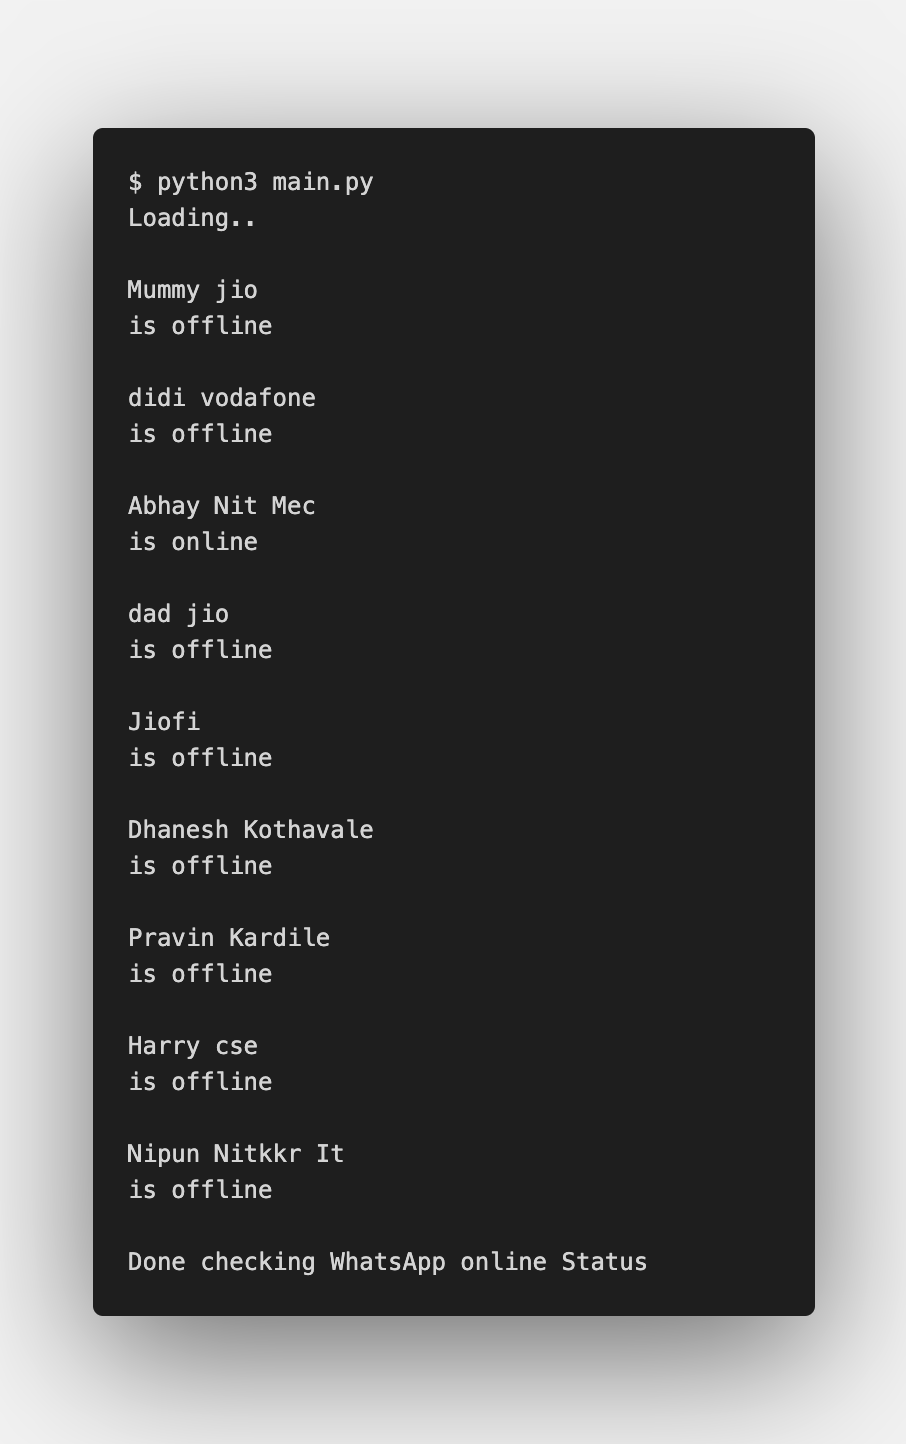 $ python3 main.py
Loading..
Mummy jio
is offline
didi vodafone
is offline
Abhay Nit Mec
is online
dad jio
is offline
Jiofi
is offline
Dhanesh Kothavale
is offline
Pravin Kardile
is offline
Harry cse
is offline
Nipun Nitkkr It
is offline
Done checking WhatsApp online Status